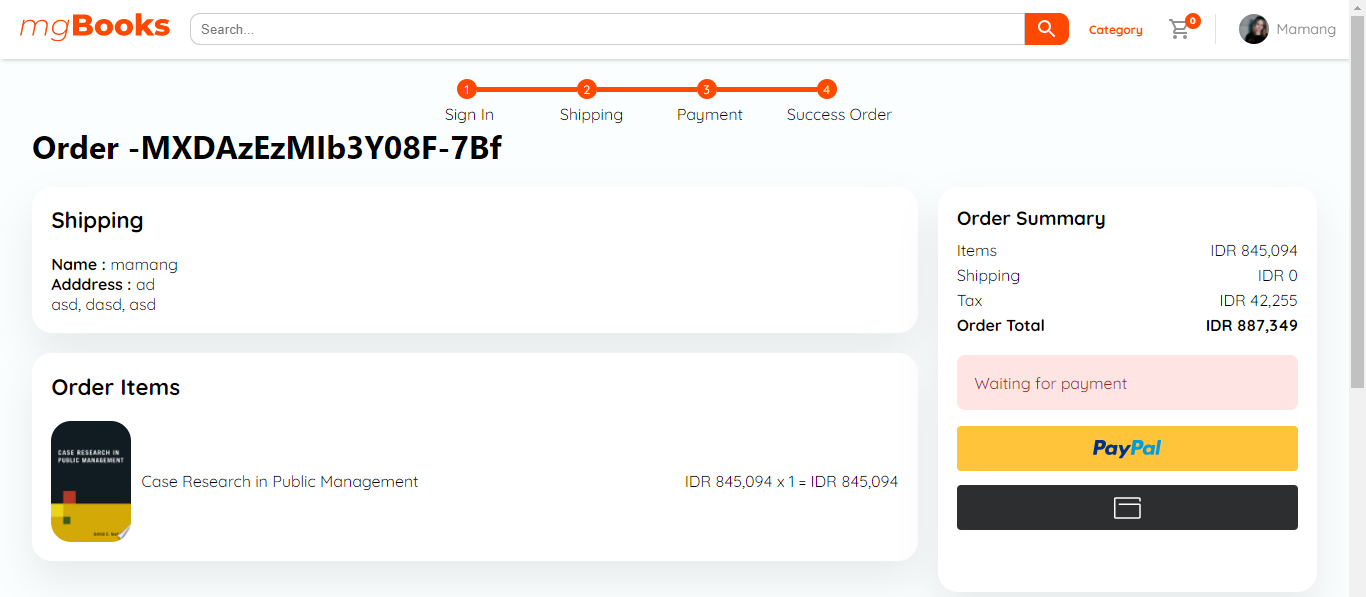 mgBooks
Search...
Category
0
Mamang
1
2
3
4
Sign In
Shipping
Payment
Success Order
Order -MXDAzEzMIb3Y08F-7Bf
Shipping
Name : mamang
Adddress : ad
asd, dasd, asd
Order Items
CASE RESEARCH IN
PUBLIC MANAGEMENT
Case Research in Public Management
IDR 845,094 x 1 = IDR 845,094
Order Summary
Items IDR 845,094
Shipping IDR 0
Tax IDR 42,255
Order Total IDR 887,349
Waiting for payment
PayPal